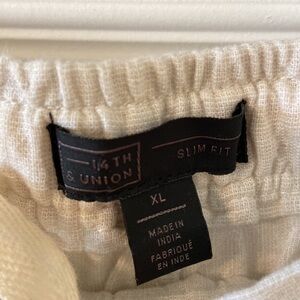 14TH
& UNION
SLIM FIT
XL
MADE IN
INDIA
FABRIQUÉ
EN INDE